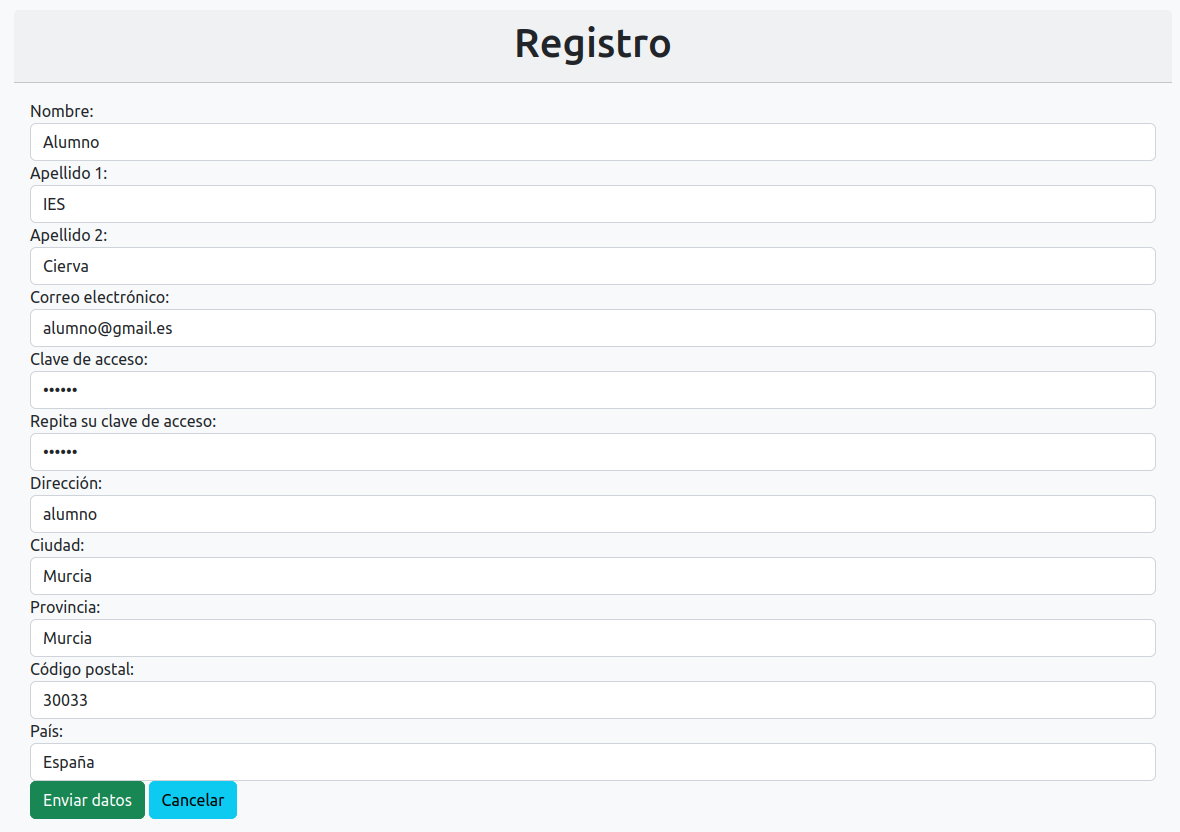 Registro
Nombre:
Alumno
Apellido 1:
IES
Apellido 2:
Cierva
Correo electrónico:
alumno@gmail.es
Clave de acceso:
••••••
Repita su clave de acceso:
••••••
Dirección:
alumno
Ciudad:
Murcia
Provincia:
Murcia
Código postal:
30033
País:
España
Enviar datos Cancelar